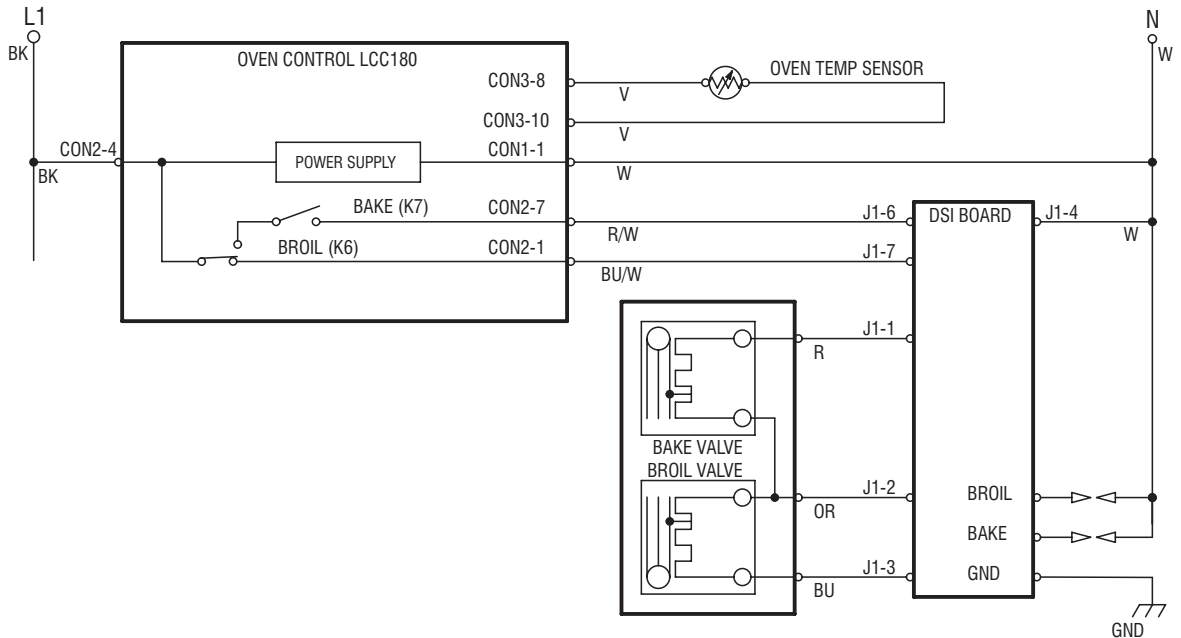 L1
N
BK
W
OVEN CONTROL LCC180
OVEN TEMP SENSOR
CON3-8
V
CON3-10
V
CON2-4
POWER SUPPLY
CON1-1
BK
W
BAKE (K7)
CON2-7
J1-6
DSI BOARD
J1-4
R/W
W
BROIL (K6)
CON2-1
J1-7
BU/W
J1-1
R
BAKE VALVE
BROIL VALVE
J1-2
BROIL
OR
BAKE
J1-3
GND
BU
GND